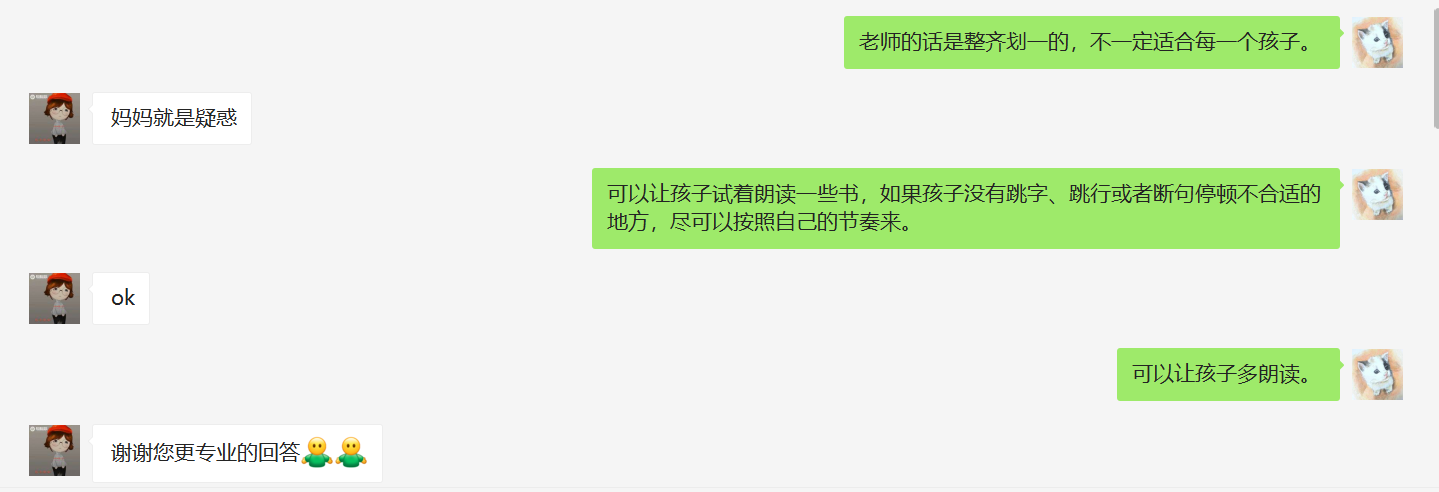 老师的话是整齐划一的，不一定适合每一个孩子。
妈妈就是疑惑
可以让孩子试着朗读一些书，如果孩子没有跳字、跳行或者断句停顿不合适的
地方，尽可以按照自己的节奏来。
ok
可以让孩子多朗读。
谢谢您更专业的回答